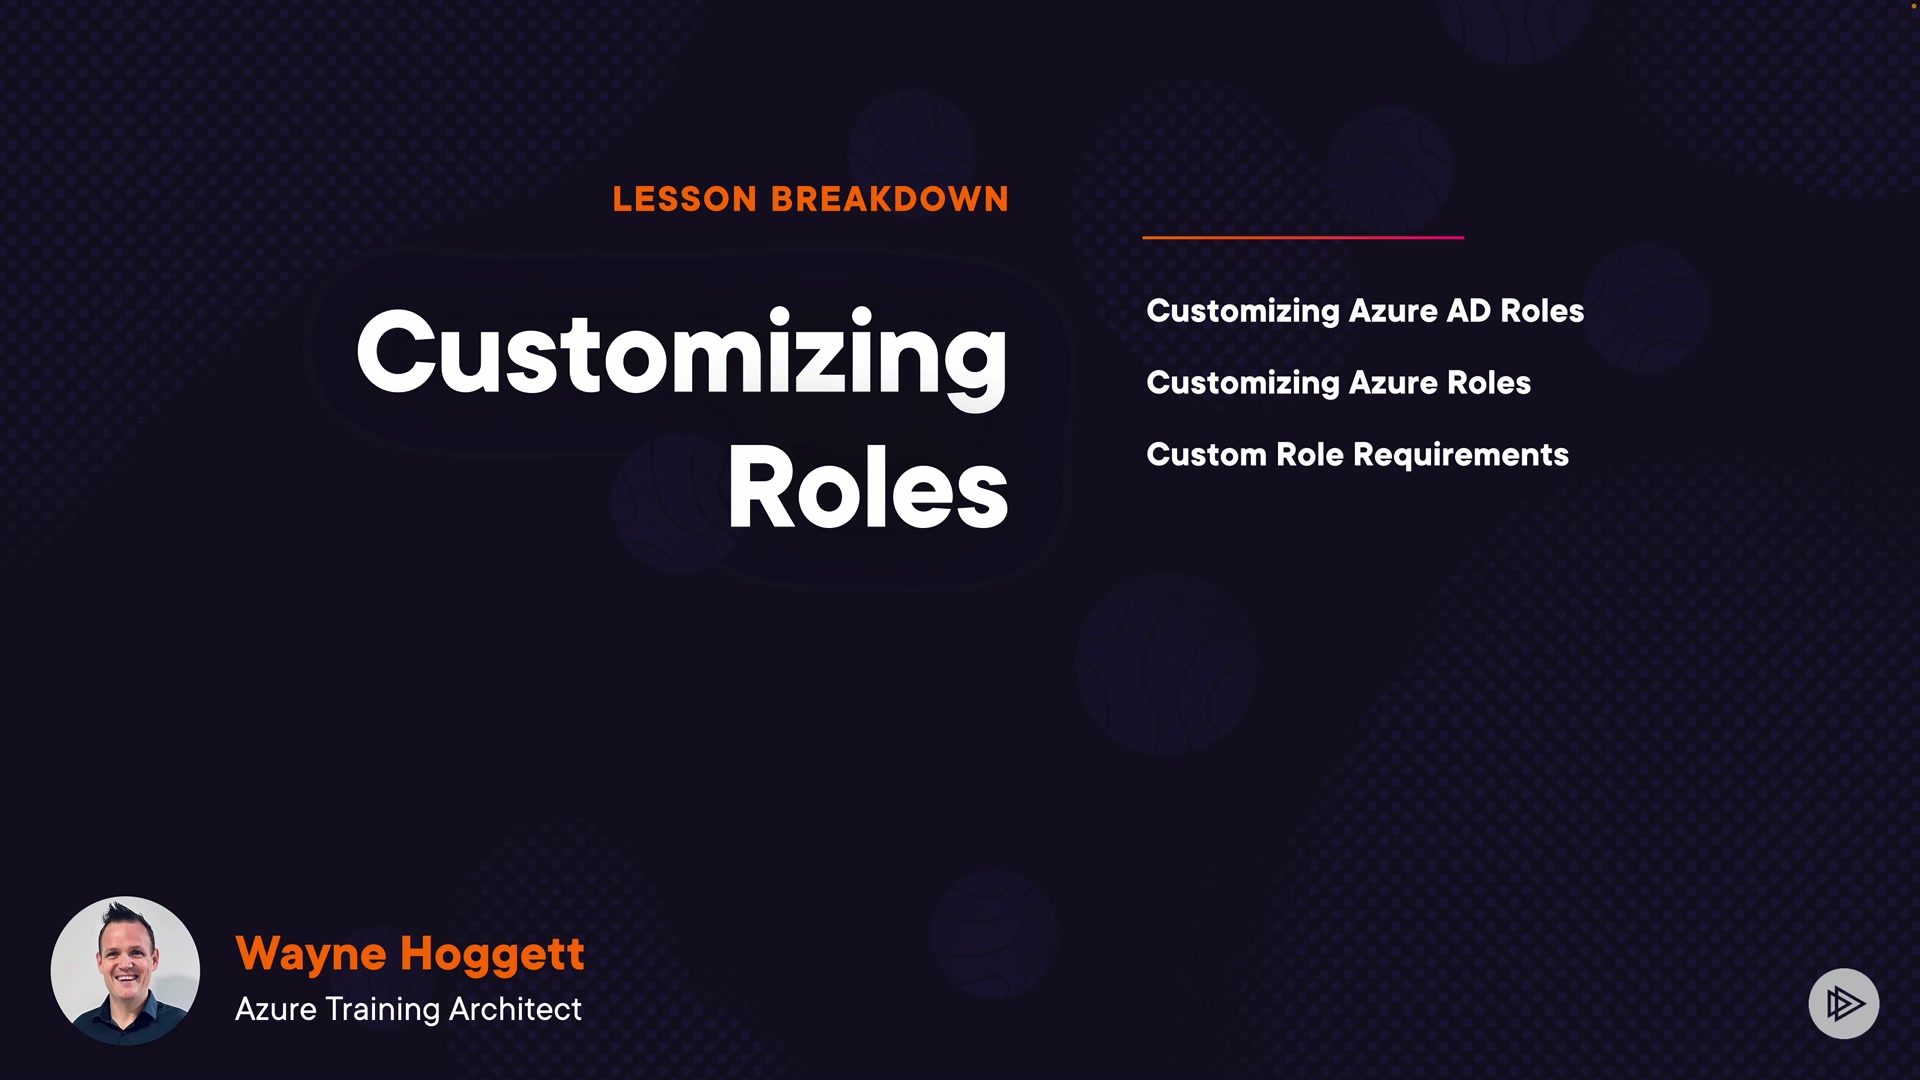 LESSON BREAKDOWN
Customizing
Roles
Customizing Azure AD Roles
Customizing Azure Roles
Custom Role Requirements
Wayne Hoggett
Azure Training Architect